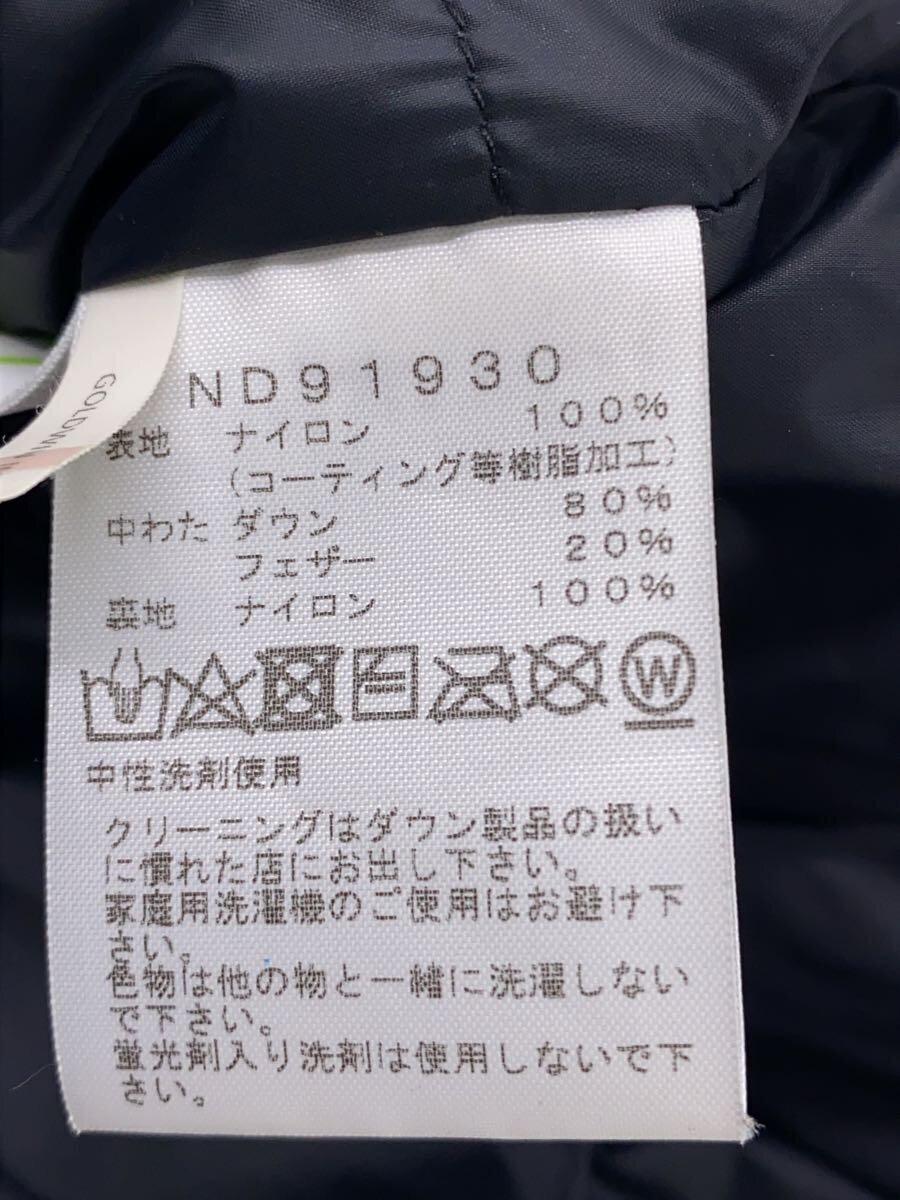 GOLDWIN
ND91930
表地 ナイロン 100%
(コーティング等樹脂加工)
中わた ダウン 80%
フェザー 20%
裏地 ナイロン 100%
W
中性洗剤使用
クリーニングはダウン製品の扱い
に慣れた店にお出し下さい。
家庭用洗濯機のご使用はお避け下
さい。
色物は他の物と一緒に洗濯しない
で下さい。
蛍光剤入り洗剤は使用しないで下
さい。